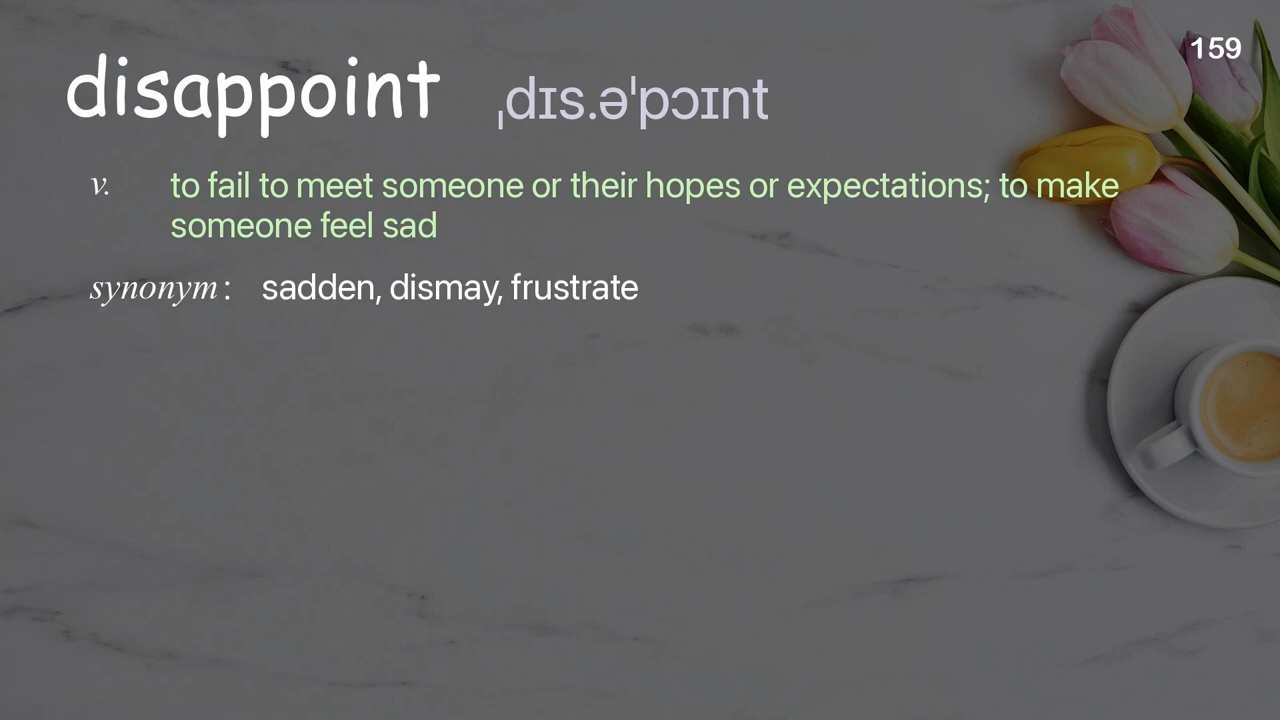 159
disappoint ˌdɪs.əˈpɔɪnt
v. to fail to meet someone or their hopes or expectations; to make
someone feel sad
synonym: sadden, dismay, frustrate